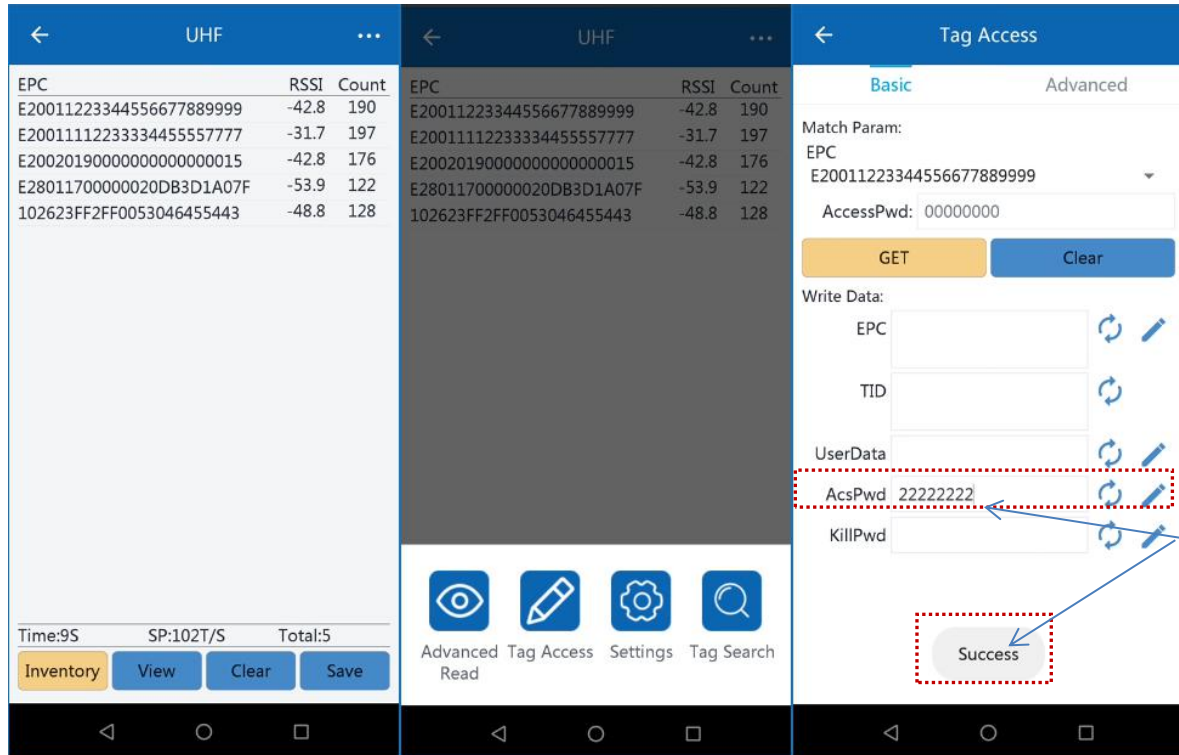 UHF
EPC RSSI Count
E20011223344556677889999 -42.8 190
E20011112233334455557777 -31.7 197
E20020190000000000000015 -42.8 176
E28011700000020DB3D1A07F -53.9 122
102623FF2FF0053046455443 -48.8 128
Time:9S SP:102T/S Total:5
Inventory View Clear Save
UHF
EPC RSSI Count
E20011223344556677889999 -42.8 190
E20011112233334455557777 -31.7 197
E20020190000000000000015 -42.8 176
E28011700000020DB3D1A07F -53.9 122
102623FF2FF0053046455443 -48.8 128
Advanced Tag Access Settings Tag Search
Read
Tag Access
Basic Advanced
Match Param:
EPC
E20011223344556677889999
AccessPwd: 00000000
GET Clear
Write Data:
EPC
TID
UserData
AcsPwd 22222222
KillPwd
Success